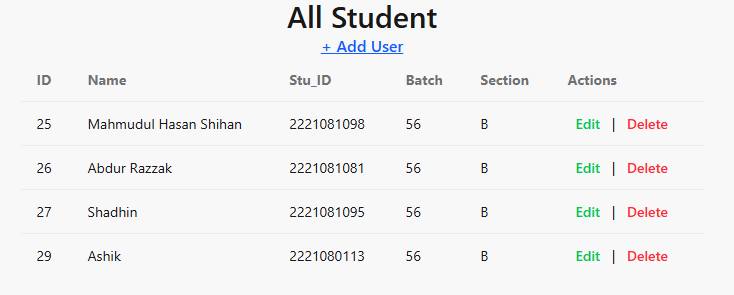 All Student
+ Add User
ID Name Stu_ID Batch Section Actions
25 Mahmudul Hasan Shihan 2221081098 56 B Edit | Delete
26 Abdur Razzak 2221081081 56 B Edit | Delete
27 Shadhin 2221081095 56 B Edit | Delete
29 Ashik 2221080113 56 B Edit | Delete